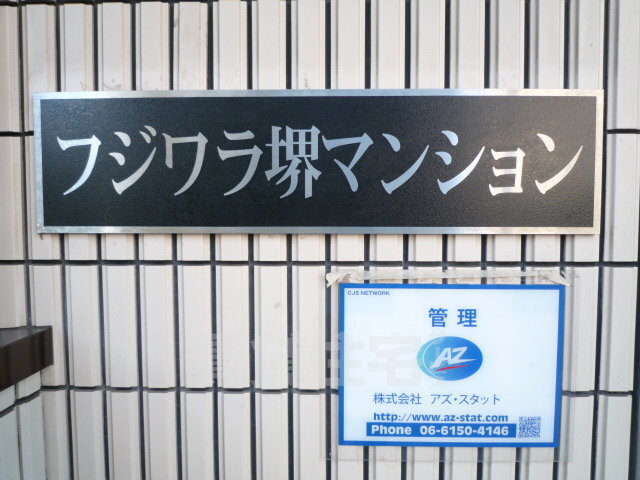 フジワラ堺マンション
CJS NETWORK
管理
AZ
株式会社 アズ・スタット
http://www.az-stat.com
Phone 06-6150-4146